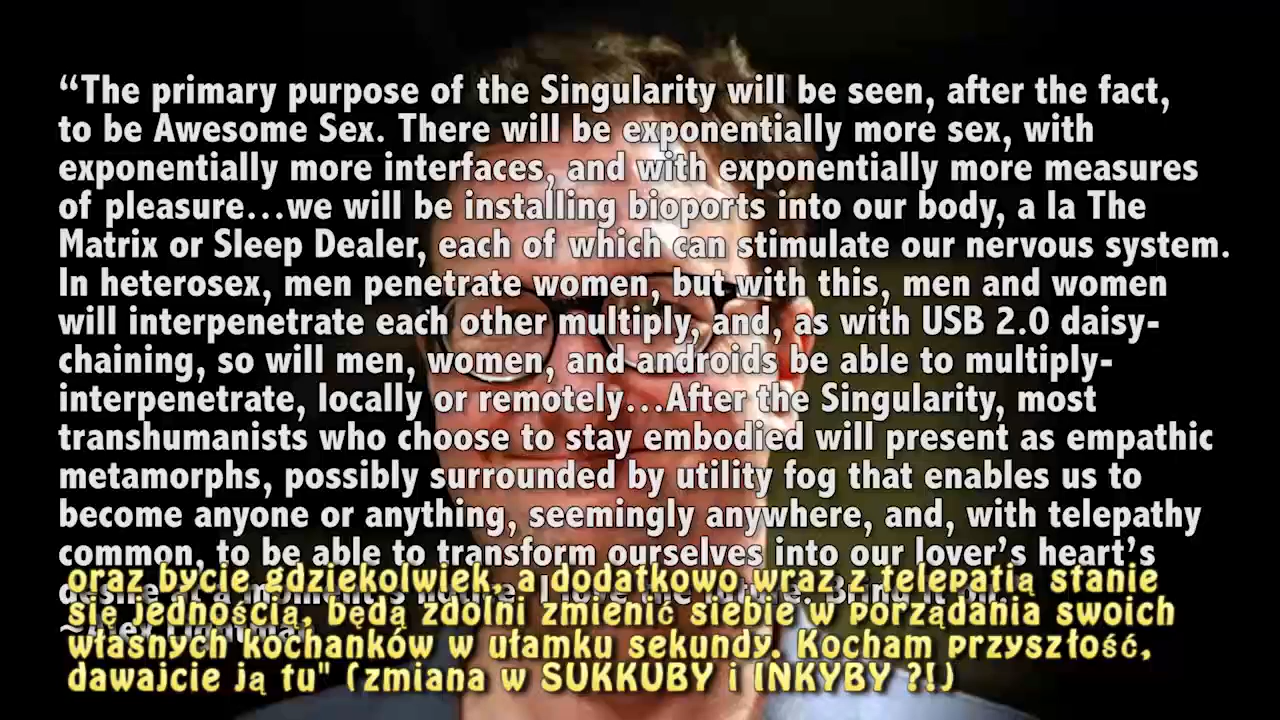 “The primary purpose of the Singularity will be seen, after the fact,
to be Awesome Sex. There will be exponentially more sex, with
exponentially more interfaces, and with exponentially more measures
of pleasure...we will be installing bioports into our body, a la The
Matrix or Sleep Dealer, each of which can stimulate our nervous system.
In heterosex, men penetrate women, but with this, men and women
will interpenetrate each other multiply, and, as with USB 2.0 daisy-
chaining, so will men, women, and androids be able to multiply-
interpenetrate, locally or remotely...After the Singularity, most
transhumanists who choose to stay embodied will present as empathic
metamorphs, possibly surrounded by utility fog that enables us to
become anyone or anything, seemingly anywhere, and, with telepathy
common, to be able to transform ourselves into our lover’s heart’s
oraz bycie gdziekolwiek, a dodatkowo wraz z telepatią stanie
się jednością, będą zdolni zmienić siebie w porządania swoich
własnych kochanków w ułamku sekundy. Kocham przyszłość,
dawajcie ją tu" (zmiana w SUKKUBY i INKYBY ?!)